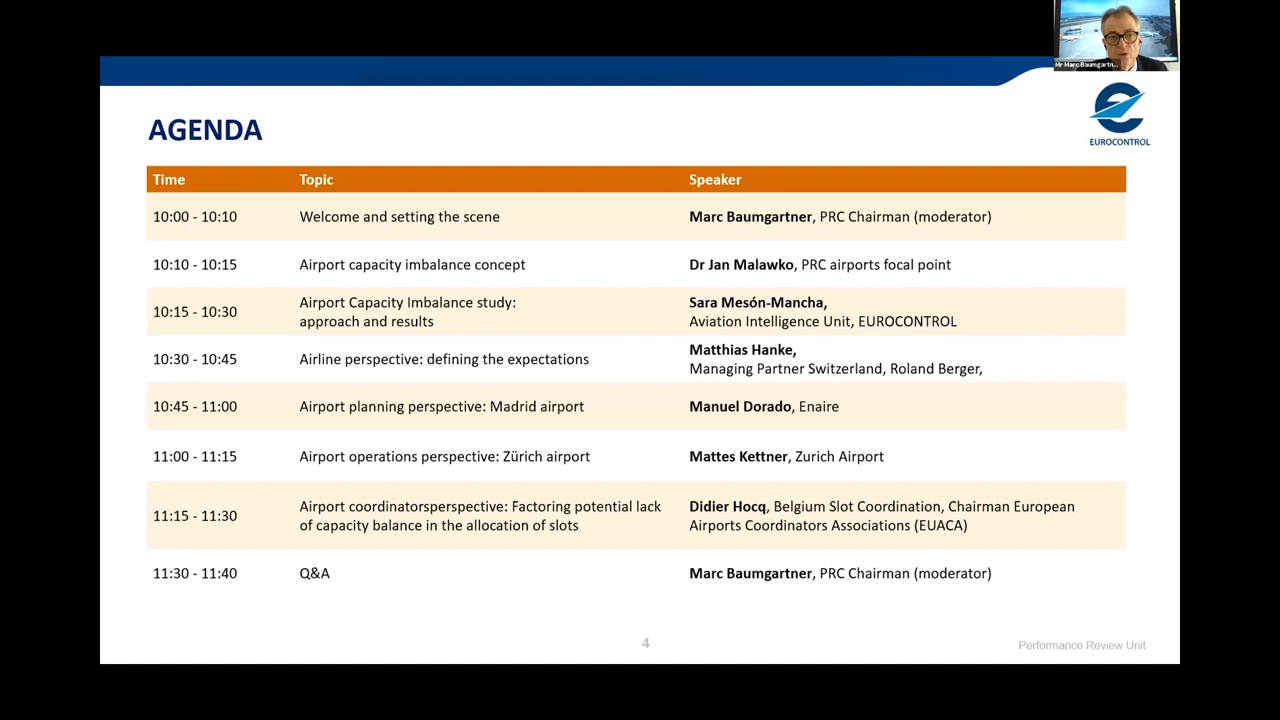 Mr Marc Baumgartn...
EUROCONTROL
AGENDA
Time Topic Speaker
10:00 - 10:10 Welcome and setting the scene Marc Baumgartner, PRC Chairman (moderator)
10:10 - 10:15 Airport capacity imbalance concept Dr Jan Malawko, PRC airports focal point
10:15 - 10:30 Airport Capacity Imbalance study:
approach and results
Sara Mesón-Mancha,
Aviation Intelligence Unit, EUROCONTROL
10:30 - 10:45 Airline perspective: defining the expectations Matthias Hanke,
Managing Partner Switzerland, Roland Berger,
10:45 - 11:00 Airport planning perspective: Madrid airport Manuel Dorado, Enaire
11:00 - 11:15 Airport operations perspective: Zürich airport Mattes Kettner, Zurich Airport
11:15 - 11:30 Airport coordinatorsperspective: Factoring potential lack
of capacity balance in the allocation of slots
Didier Hocq, Belgium Slot Coordination, Chairman European
Airports Coordinators Associations (EUACA)
11:30 - 11:40 Q&A Marc Baumgartner, PRC Chairman (moderator)
4
Performance Review Unit